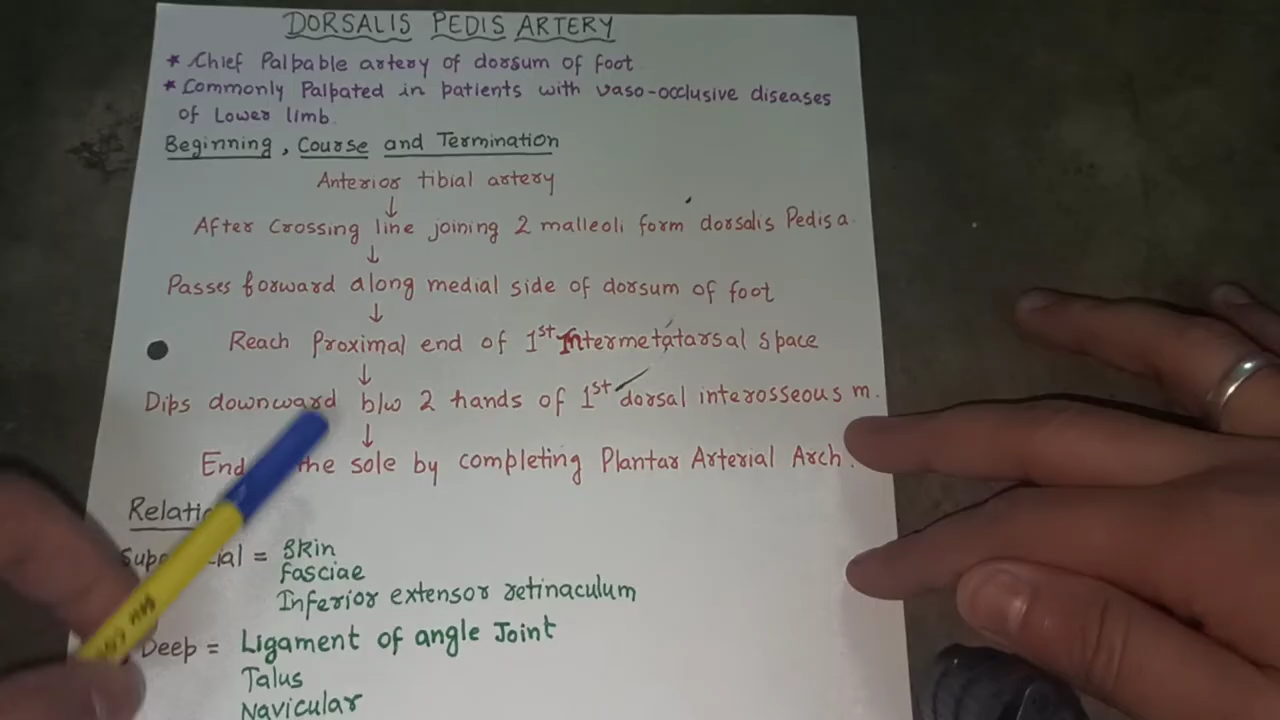 DORSALIS PEDIS ARTERY
* Chief Palpable artery of dorsum of foot
* Commonly Palpated in patients with vaso-occlusive diseases
of Lower limb.
Beginning, Course and Termination
Anterior tibial artery
↓
After Crossing line joining 2 malleoli form dorsalis Pedis a.
↓
Passes forward along medial side of dorsum of foot
↓
Reach Proximal end of 1st Intermetatarsal space
↓
Dips downward b/w 2 hands of 1st dorsal interosseous m.
↓
End the sole by completing Plantar Arterial Arch.
Skin
Fasciae
Inferior extensor retinaculum
Deep = Ligament of angle Joint
Talus
Navicular